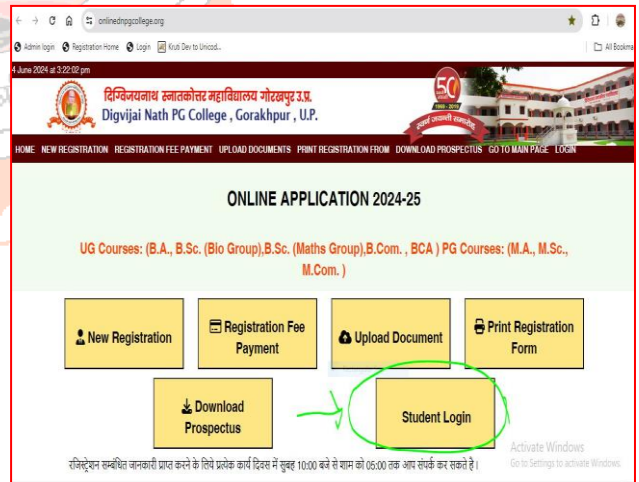 onlinednpgcollege.org
Admin login Registration Home Login Kruti Dev to Unicod... All Bookma
4 June 2024 at 3:22:02 pm
दिग्विजयनाथ स्नातकोत्तर महाविद्यालय गोरखपुर उ.प्र.
Digvijai Nath PG College , Gorakhpur , U.P.
50
1969 - 2019
स्वर्ण जयन्ती समारोह
HOME NEW REGISTRATION REGISTRATION FEE PAYMENT UPLOAD DOCUMENTS PRINT REGISTRATION FROM DOWNLOAD PROSPECTUS GO TO MAIN PAGE LOGIN
ONLINE APPLICATION 2024-25
UG Courses: (B.A., B.Sc. (Bio Group),B.Sc. (Maths Group),B.Com. , BCA ) PG Courses: (M.A., M.Sc.,
M.Com. )
New Registration
Registration Fee
Payment
Upload Document
Print Registration
Form
Download
Prospectus
Student Login
रजिस्ट्रेशन सम्बंधित जानकारी प्राप्त करने के लिये प्रत्येक कार्य दिवस में सुबह 10:00 बजे से शाम को 05:00 तक आप संपर्क कर सकते है।
Activate Windows
Go to Settings to activate Windows